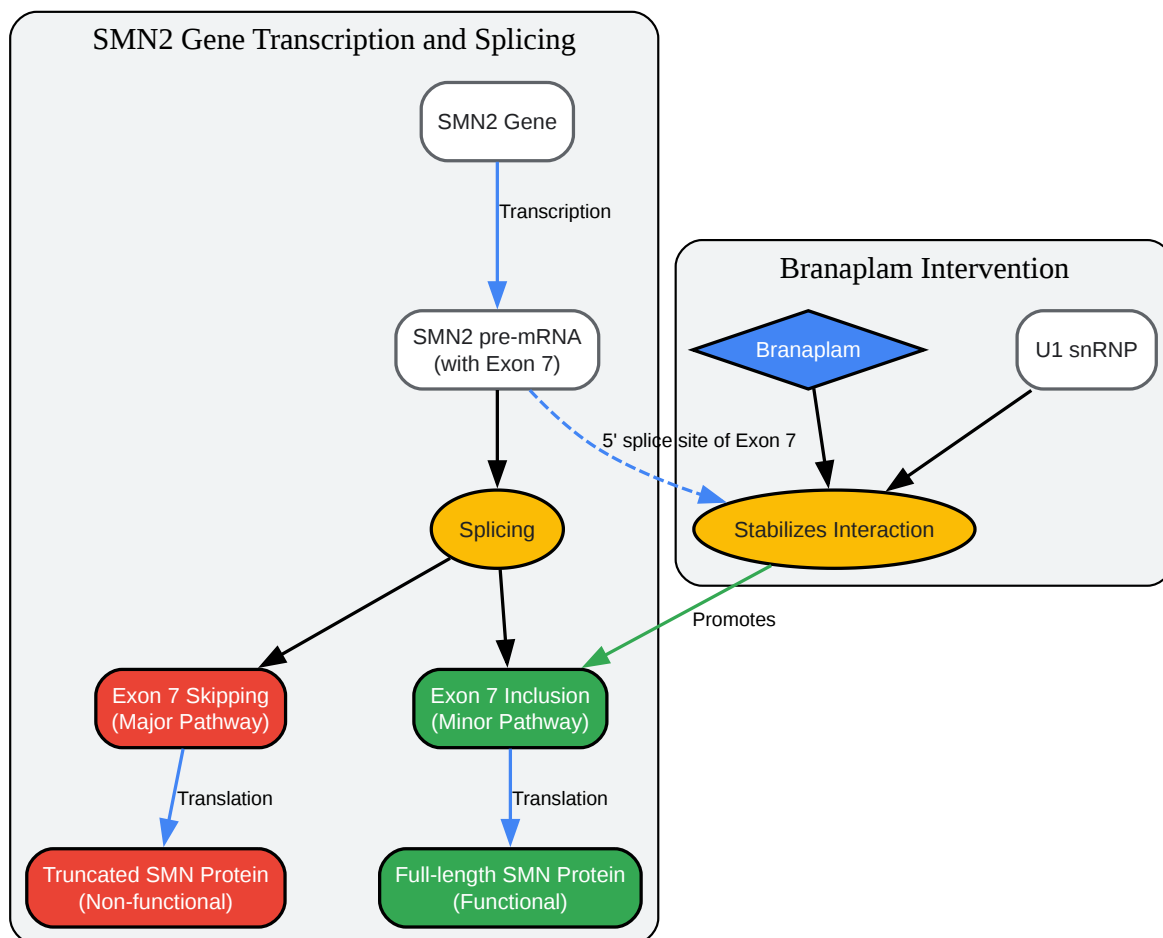 SMN2 Gene Transcription and Splicing
SMN2 Gene
Transcription
Branaplam Intervention
SMN2 pre-mRNA
(with Exon 7)
Branaplam
U1 snRNP
5' splice site of Exon 7
Splicing
Stabilizes Interaction
Promotes
Exon 7 Skipping
(Major Pathway)
Exon 7 Inclusion
(Minor Pathway)
Translation
Translation
Truncated SMN Protein
(Non-functional)
Full-length SMN Protein
(Functional)